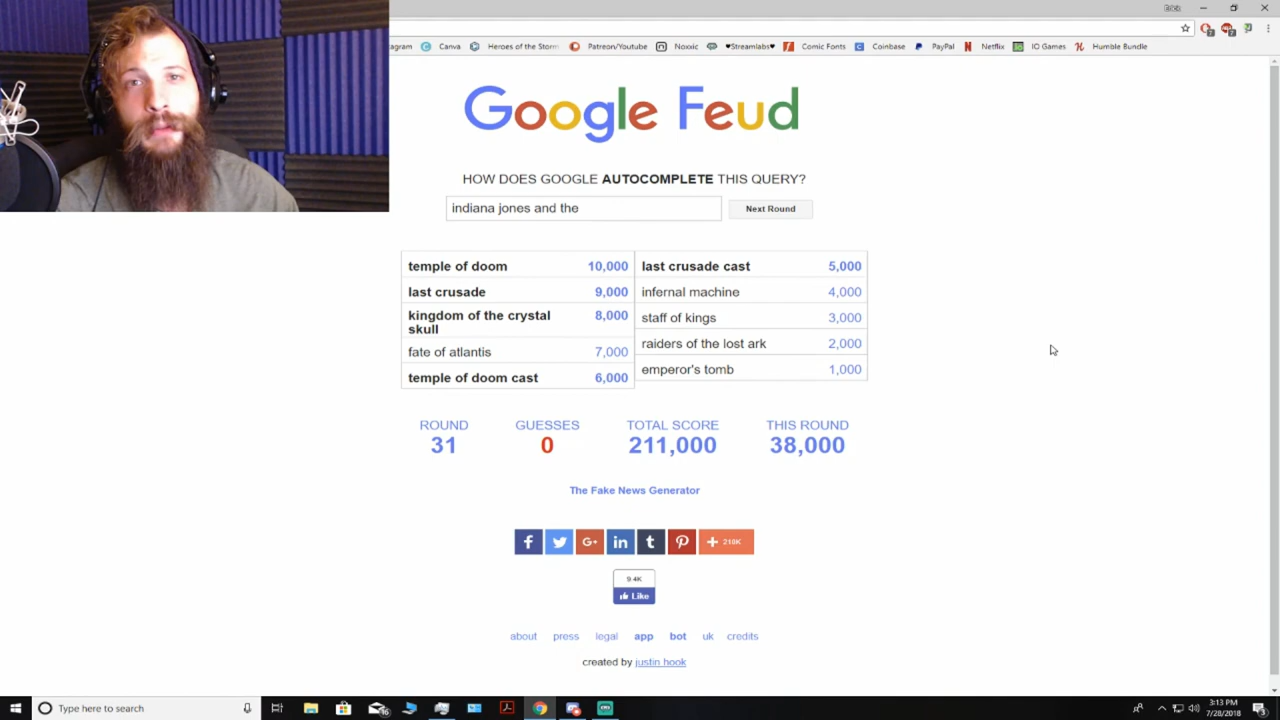 agram
Canva
Heroes of the Storm
Patreon/Youtube
Noxxic
♥Streamlabs♥
Comic Fonts
Coinbase
PayPal
Netflix
IO Games
Humble Bundle
Google Feud
HOW DOES GOOGLE AUTOCOMPLETE THIS QUERY?
indiana jones and the
Next Round
temple of doom 10,000
last crusade 9,000
kingdom of the crystal
skull 8,000
fate of atlantis 7,000
temple of doom cast 6,000
last crusade cast 5,000
infernal machine 4,000
staff of kings 3,000
raiders of the lost ark 2,000
emperor's tomb 1,000
ROUND GUESSES TOTAL SCORE THIS ROUND
31 0 211,000 38,000
The Fake News Generator
f G+ in t + 210K
9.4K
Like
about press legal app bot uk credits
created by justin hook
Type here to search
16
3:13 PM
7/28/2018